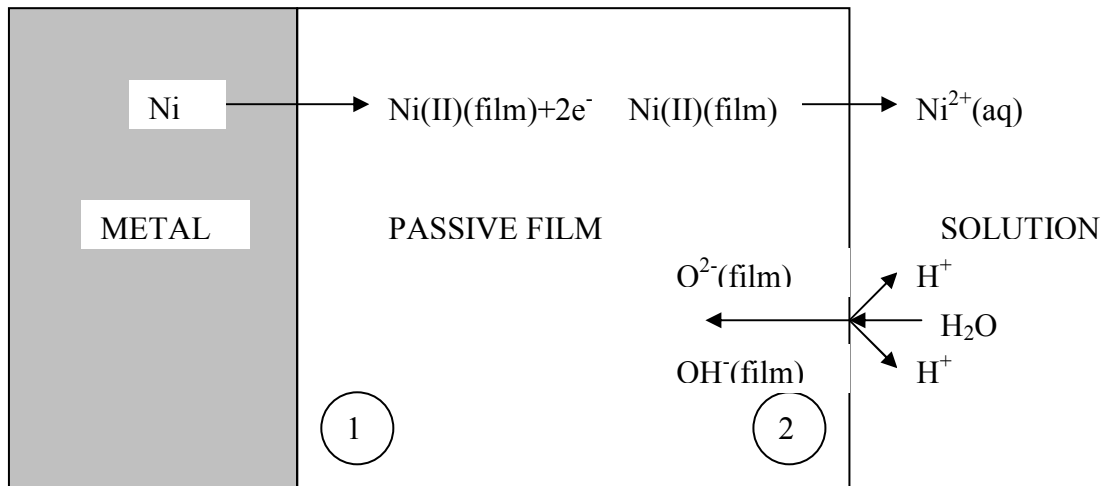 Ni Ni(II)(film)+2e⁻ Ni(II)(film) Ni²⁺(aq)
METAL PASSIVE FILM SOLUTION
O²⁻(film) H⁺
H₂O
OH⁻(film) H⁺
1 2